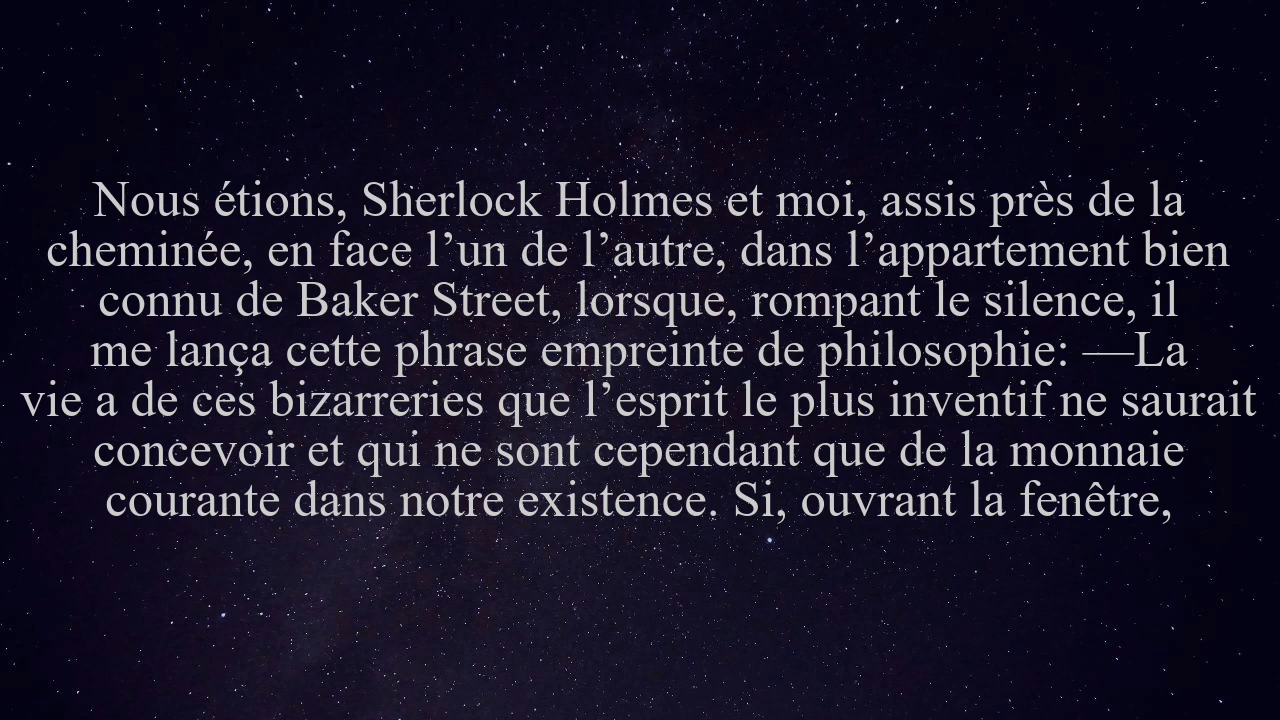 Nous étions, Sherlock Holmes et moi, assis près de la
cheminée, en face l’un de l’autre, dans l’appartement bien
connu de Baker Street, lorsque, rompant le silence, il
me lança cette phrase empreinte de philosophie: —La
vie a de ces bizarreries que l’esprit le plus inventif ne saurait
concevoir et qui ne sont cependant que de la monnaie
courante dans notre existence. Si, ouvrant la fenêtre,